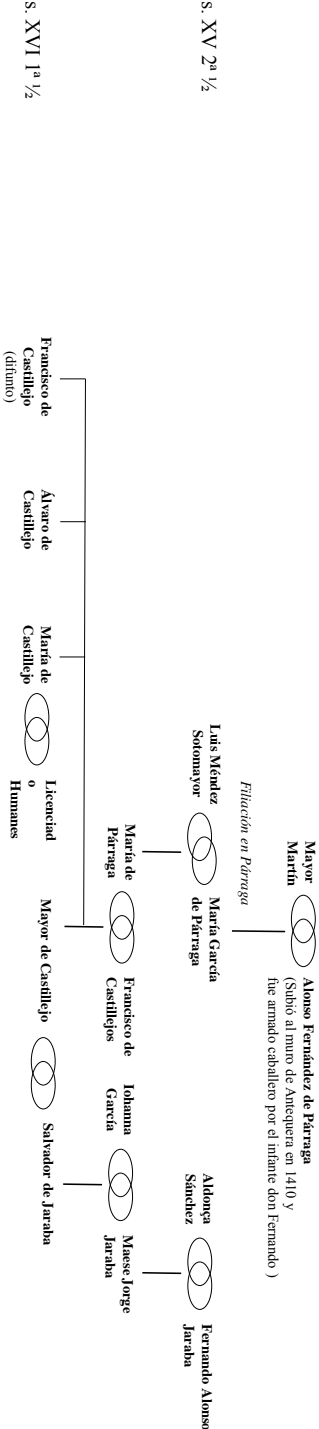 Mayor
Martín
Alonso Fernández de Párraga
(Subió al muro de Antequera en 1410 y
fue armado caballero por el infante don Fernando )
Filiación en Párraga
s. XV 2ª ½
Luis Méndez
Sotomayor
María García
de Párraga
Aldonça
Sánchez
Fernando Alonso
Jaraba
María de
Párraga
Francisco de
Castillejos
Iohanna
García
Maese Jorge
Jaraba
s. XVI 1ª ½
Francisco de
Castillejo
(difunto)
Álvaro de
Castillejo
María de
Castillejo
Licenciad
o
Humanes
Mayor de Castillejo
Salvador de Jaraba